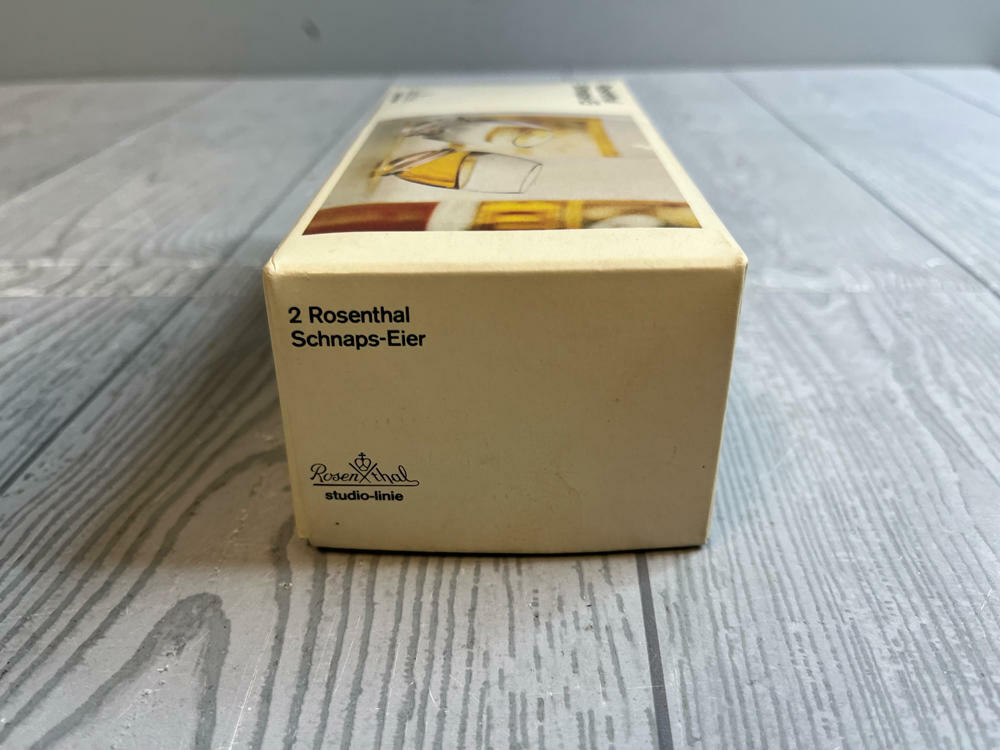 2 Rosenthal
Schnaps-Eier
Rosenthal
studio-linie